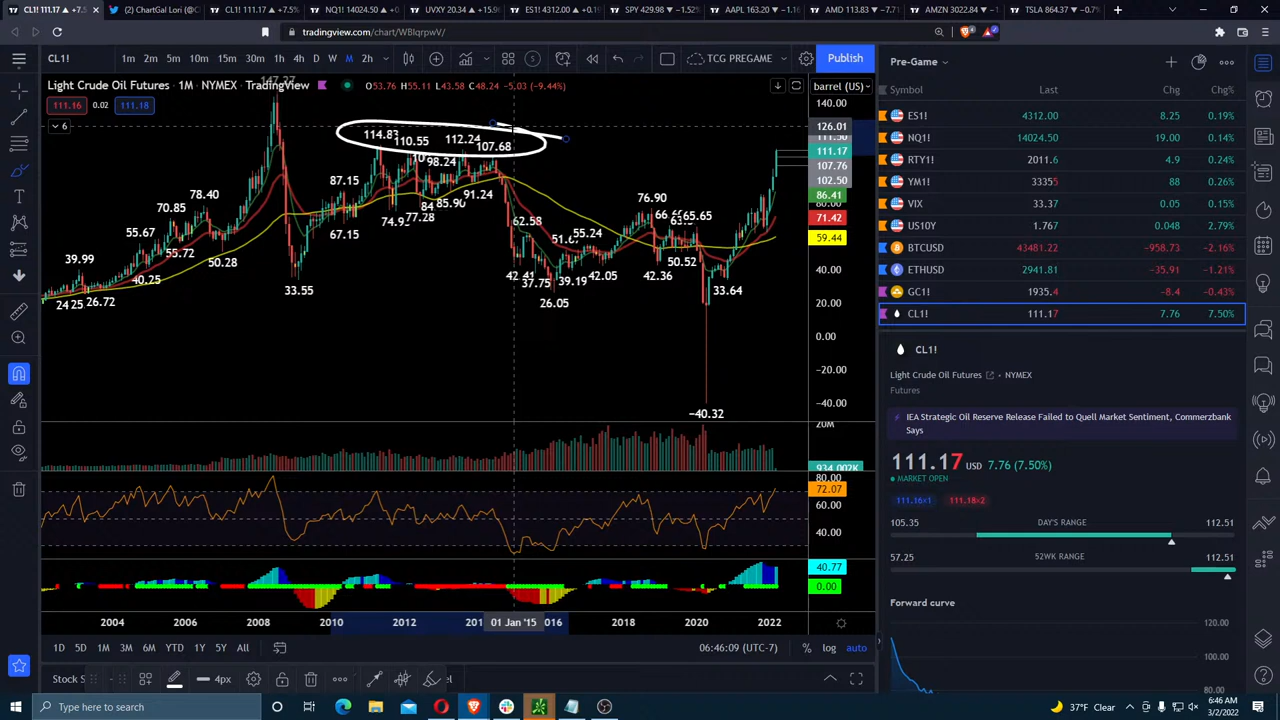 CL1! 111.17 ▲ +7.5
(2) ChartGal Lori (@C
CL1! 111.17 ▲ +7.5%
NQ1! 14024.50 ▲ +0
UVXY 20.34 ▲ +15.9
ES1! 4312.00 ▲ +0.19
SPY 429.98 ▼ −1.52%
AAPL 163.20 ▼ −1.16
AMD 113.83 ▼ −7.71
AMZN 3022.84 ▼ −1
TSLA 864.37 ▼ −0.7
tradingview.com/chart/WBIqrpwV/
CL1! 1m 2m 5m 10m 15m 30m 1h 4h D W M 2h TCG PREGAME Publish
Light Crude Oil Futures · 1M · NYMEX · TradingView O53.76 H55.11 L43.58 C48.24 −5.03 (−9.44%)
111.16 0.02 111.18
6
barrel (US)
147.27
140.00
126.01
111.17
107.76
102.50
86.41
80.00
71.42
59.44
40.00
20.00
0.00
−20.00
−40.00
114.83 110.55 112.24 107.68
98.24
87.15 91.24
78.40 84 85.90 76.90
70.85 74.9 77.28 65.65
55.67 67.15 62.58
55.72 50.28 55.24
39.99 40.25 42.41 42.05 42.36 50.52
24 25 26.72 33.55 37.75 39.19 33.64
26.05
−40.32
20M
934.002K
80.00
72.07
60.00
40.00
40.77
0.00
2004 2006 2008 2010 2012 201 01 Jan '15 016 2018 2020 2022
1D 5D 1M 3M 6M YTD 1Y 5Y All 06:46:09 (UTC-7) % log auto
Stock S 4px el
Pre-Game
Symbol Last Chg Chg%
ES1! 4312.00 8.25 0.19%
NQ1! 14024.50 19.00 0.14%
RTY1! 2011.6 4.9 0.24%
YM1! 33355 88 0.26%
VIX 33.37 0.05 0.15%
US10Y 1.767 0.048 2.79%
BTCUSD 43481.22 −958.73 −2.16%
ETHUSD 2941.81 −35.91 −1.21%
GC1! 1935.4 −8.4 −0.43%
CL1! 111.17 7.76 7.50%
CL1!
Light Crude Oil Futures · NYMEX
Futures
IEA Strategic Oil Reserve Release Failed to Quell Market Sentiment, Commerzbank
Says
111.17 USD 7.76 (7.50%)
MARKET OPEN
111.16×1 111.18×2
105.35 DAY'S RANGE 112.51
57.25 52WK RANGE 112.51
Forward curve
120.00
100.00
80.00
Type here to search
37°F Clear
6:46 AM
3/2/2022